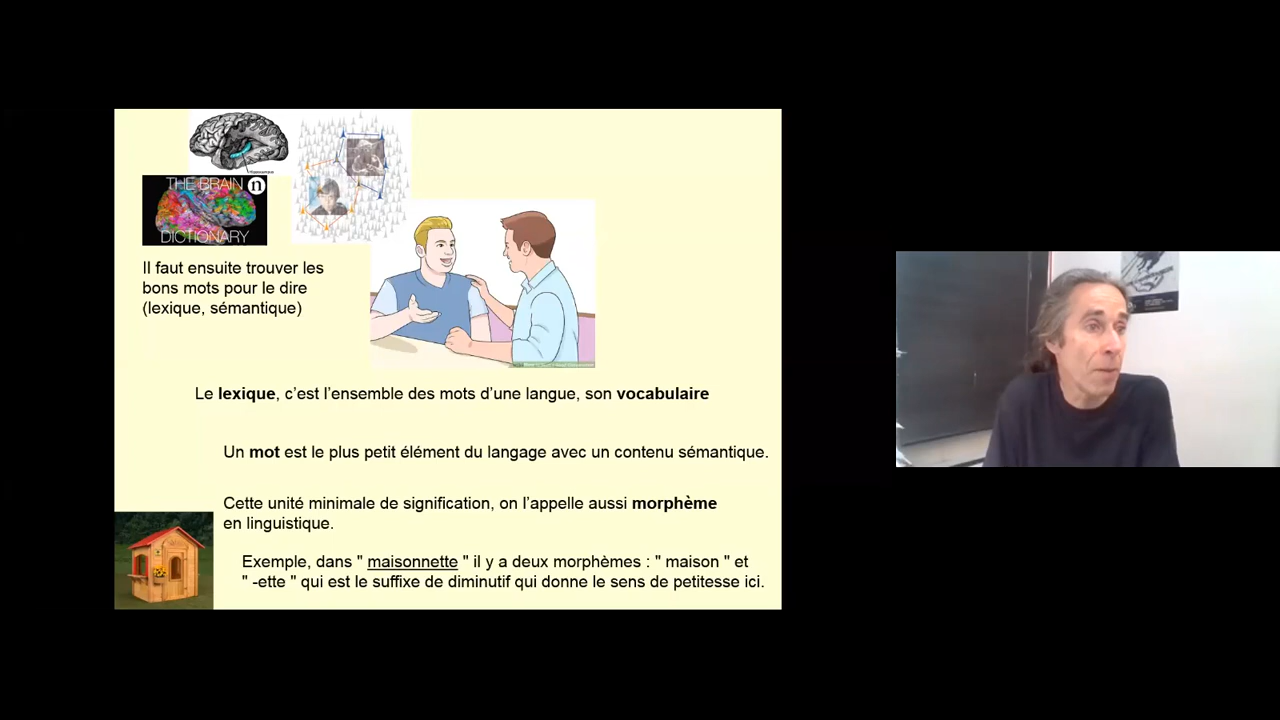 THE BRAIN n
DICTIONARY
Il faut ensuite trouver les
bons mots pour le dire
(lexique, sémantique)
Le lexique, c’est l’ensemble des mots d’une langue, son vocabulaire
Un mot est le plus petit élément du langage avec un contenu sémantique.
Cette unité minimale de signification, on l’appelle aussi morphème
en linguistique.
Exemple, dans " maisonnette " il y a deux morphèmes : " maison " et
" -ette " qui est le suffixe de diminutif qui donne le sens de petitesse ici.